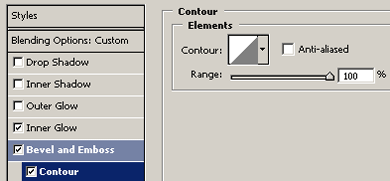 Styles
Blending Options: Custom
Drop Shadow
Inner Shadow
Outer Glow
Inner Glow
Bevel and Emboss
Contour
Contour
Elements
Contour:
Anti-aliased
Range:
100 %